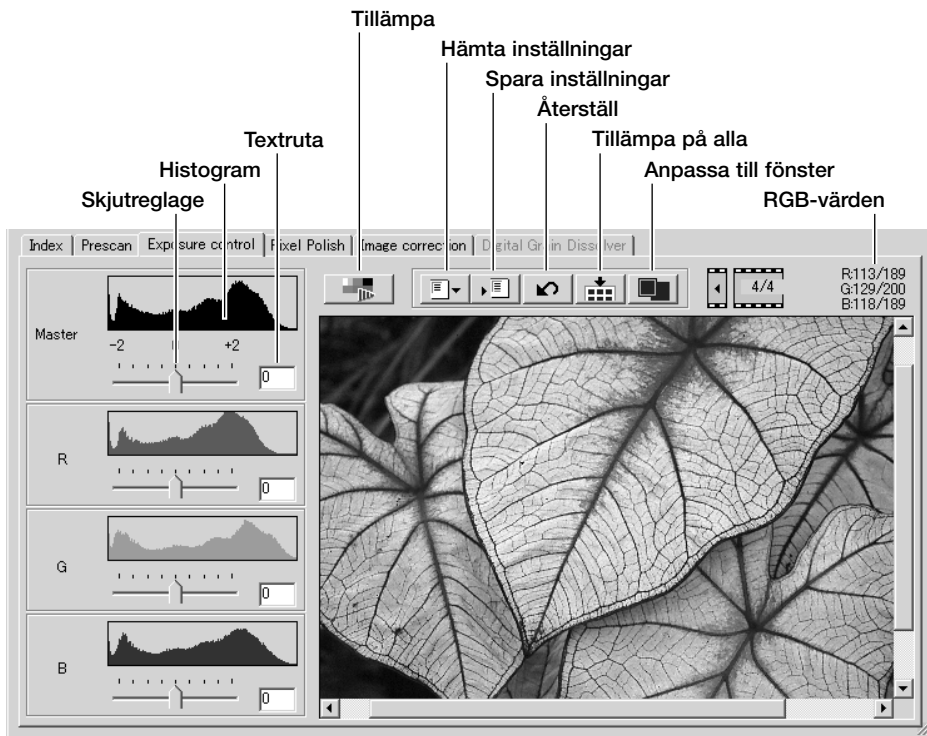 Tillämpa
Hämta inställningar
Spara inställningar
Återställ
Textruta
Tillämpa på alla
Histogram
Anpassa till fönster
Skjutreglage
RGB-värden
Index Prescan Exposure control Pixel Polish Image correction Digital Grain Dissolver
Master
-2 0 +2
0
R
0
G
0
B
0
4/4
R:113/189
G:129/200
B:118/189